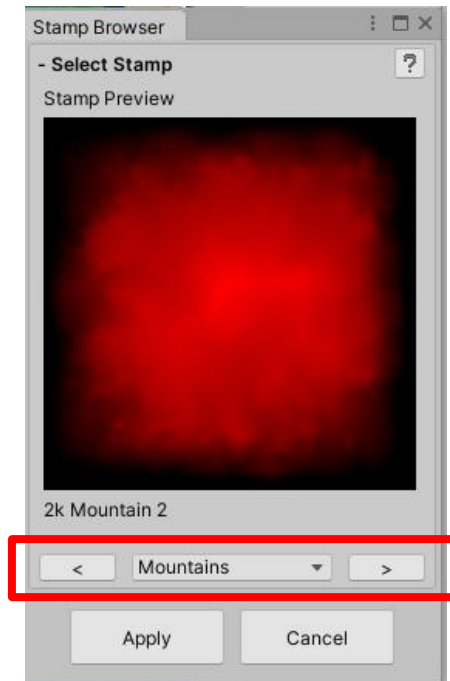 Stamp Browser
- Select Stamp ?
Stamp Preview
2k Mountain 2
< Mountains >
Apply Cancel